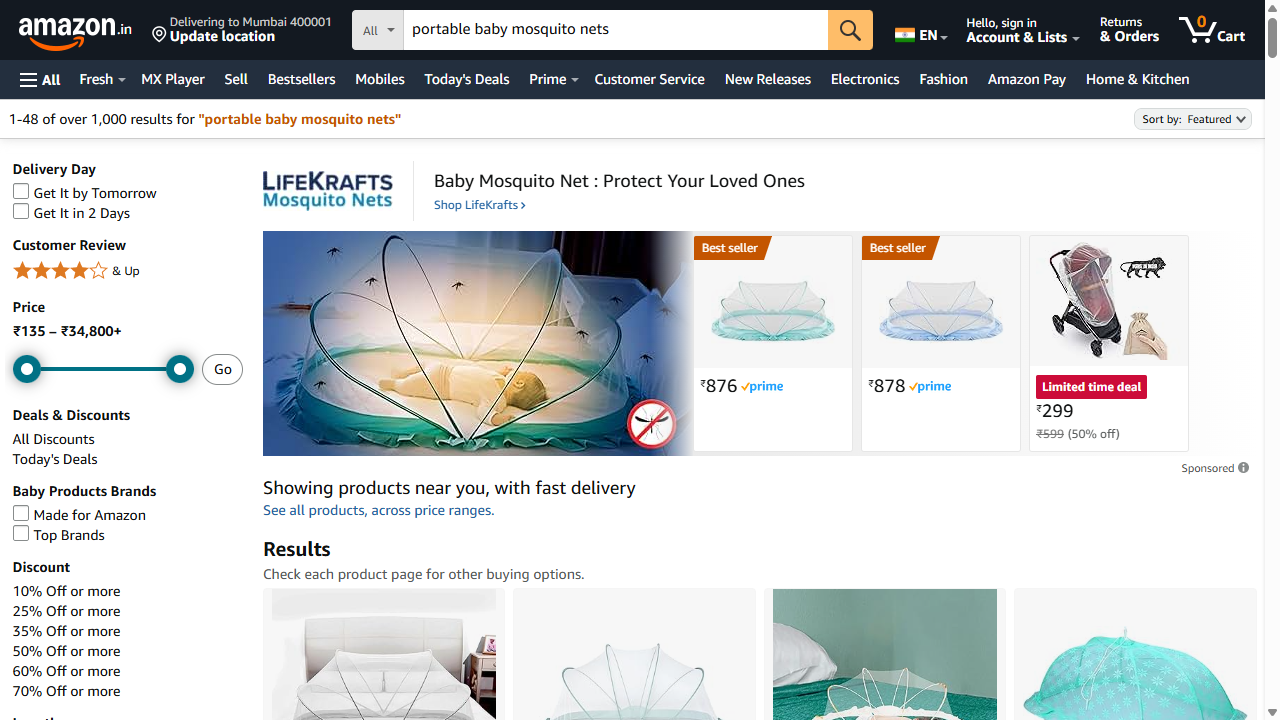 amazon.in
Delivering to Mumbai 400001
Update location
All
portable baby mosquito nets
EN
Hello, sign in
Account & Lists
Returns
& Orders
0
Cart
All
Fresh
MX Player
Sell
Bestsellers
Mobiles
Today's Deals
Prime
Customer Service
New Releases
Electronics
Fashion
Amazon Pay
Home & Kitchen
1-48 of over 1,000 results for "portable baby mosquito nets"
Sort by: Featured
Delivery Day
Get It by Tomorrow
Get It in 2 Days
Customer Review
& Up
Price
₹135 – ₹34,800+
Go
Deals & Discounts
All Discounts
Today's Deals
Baby Products Brands
Made for Amazon
Top Brands
Discount
10% Off or more
25% Off or more
35% Off or more
50% Off or more
60% Off or more
70% Off or more
LIFEKRAFTS
Mosquito Nets
Baby Mosquito Net : Protect Your Loved Ones
Shop LifeKrafts
Best seller
₹876 prime
Best seller
₹878 prime
Limited time deal
₹299
₹599 (50% off)
Sponsored
Showing products near you, with fast delivery
See all products, across price ranges.
Results
Check each product page for other buying options.